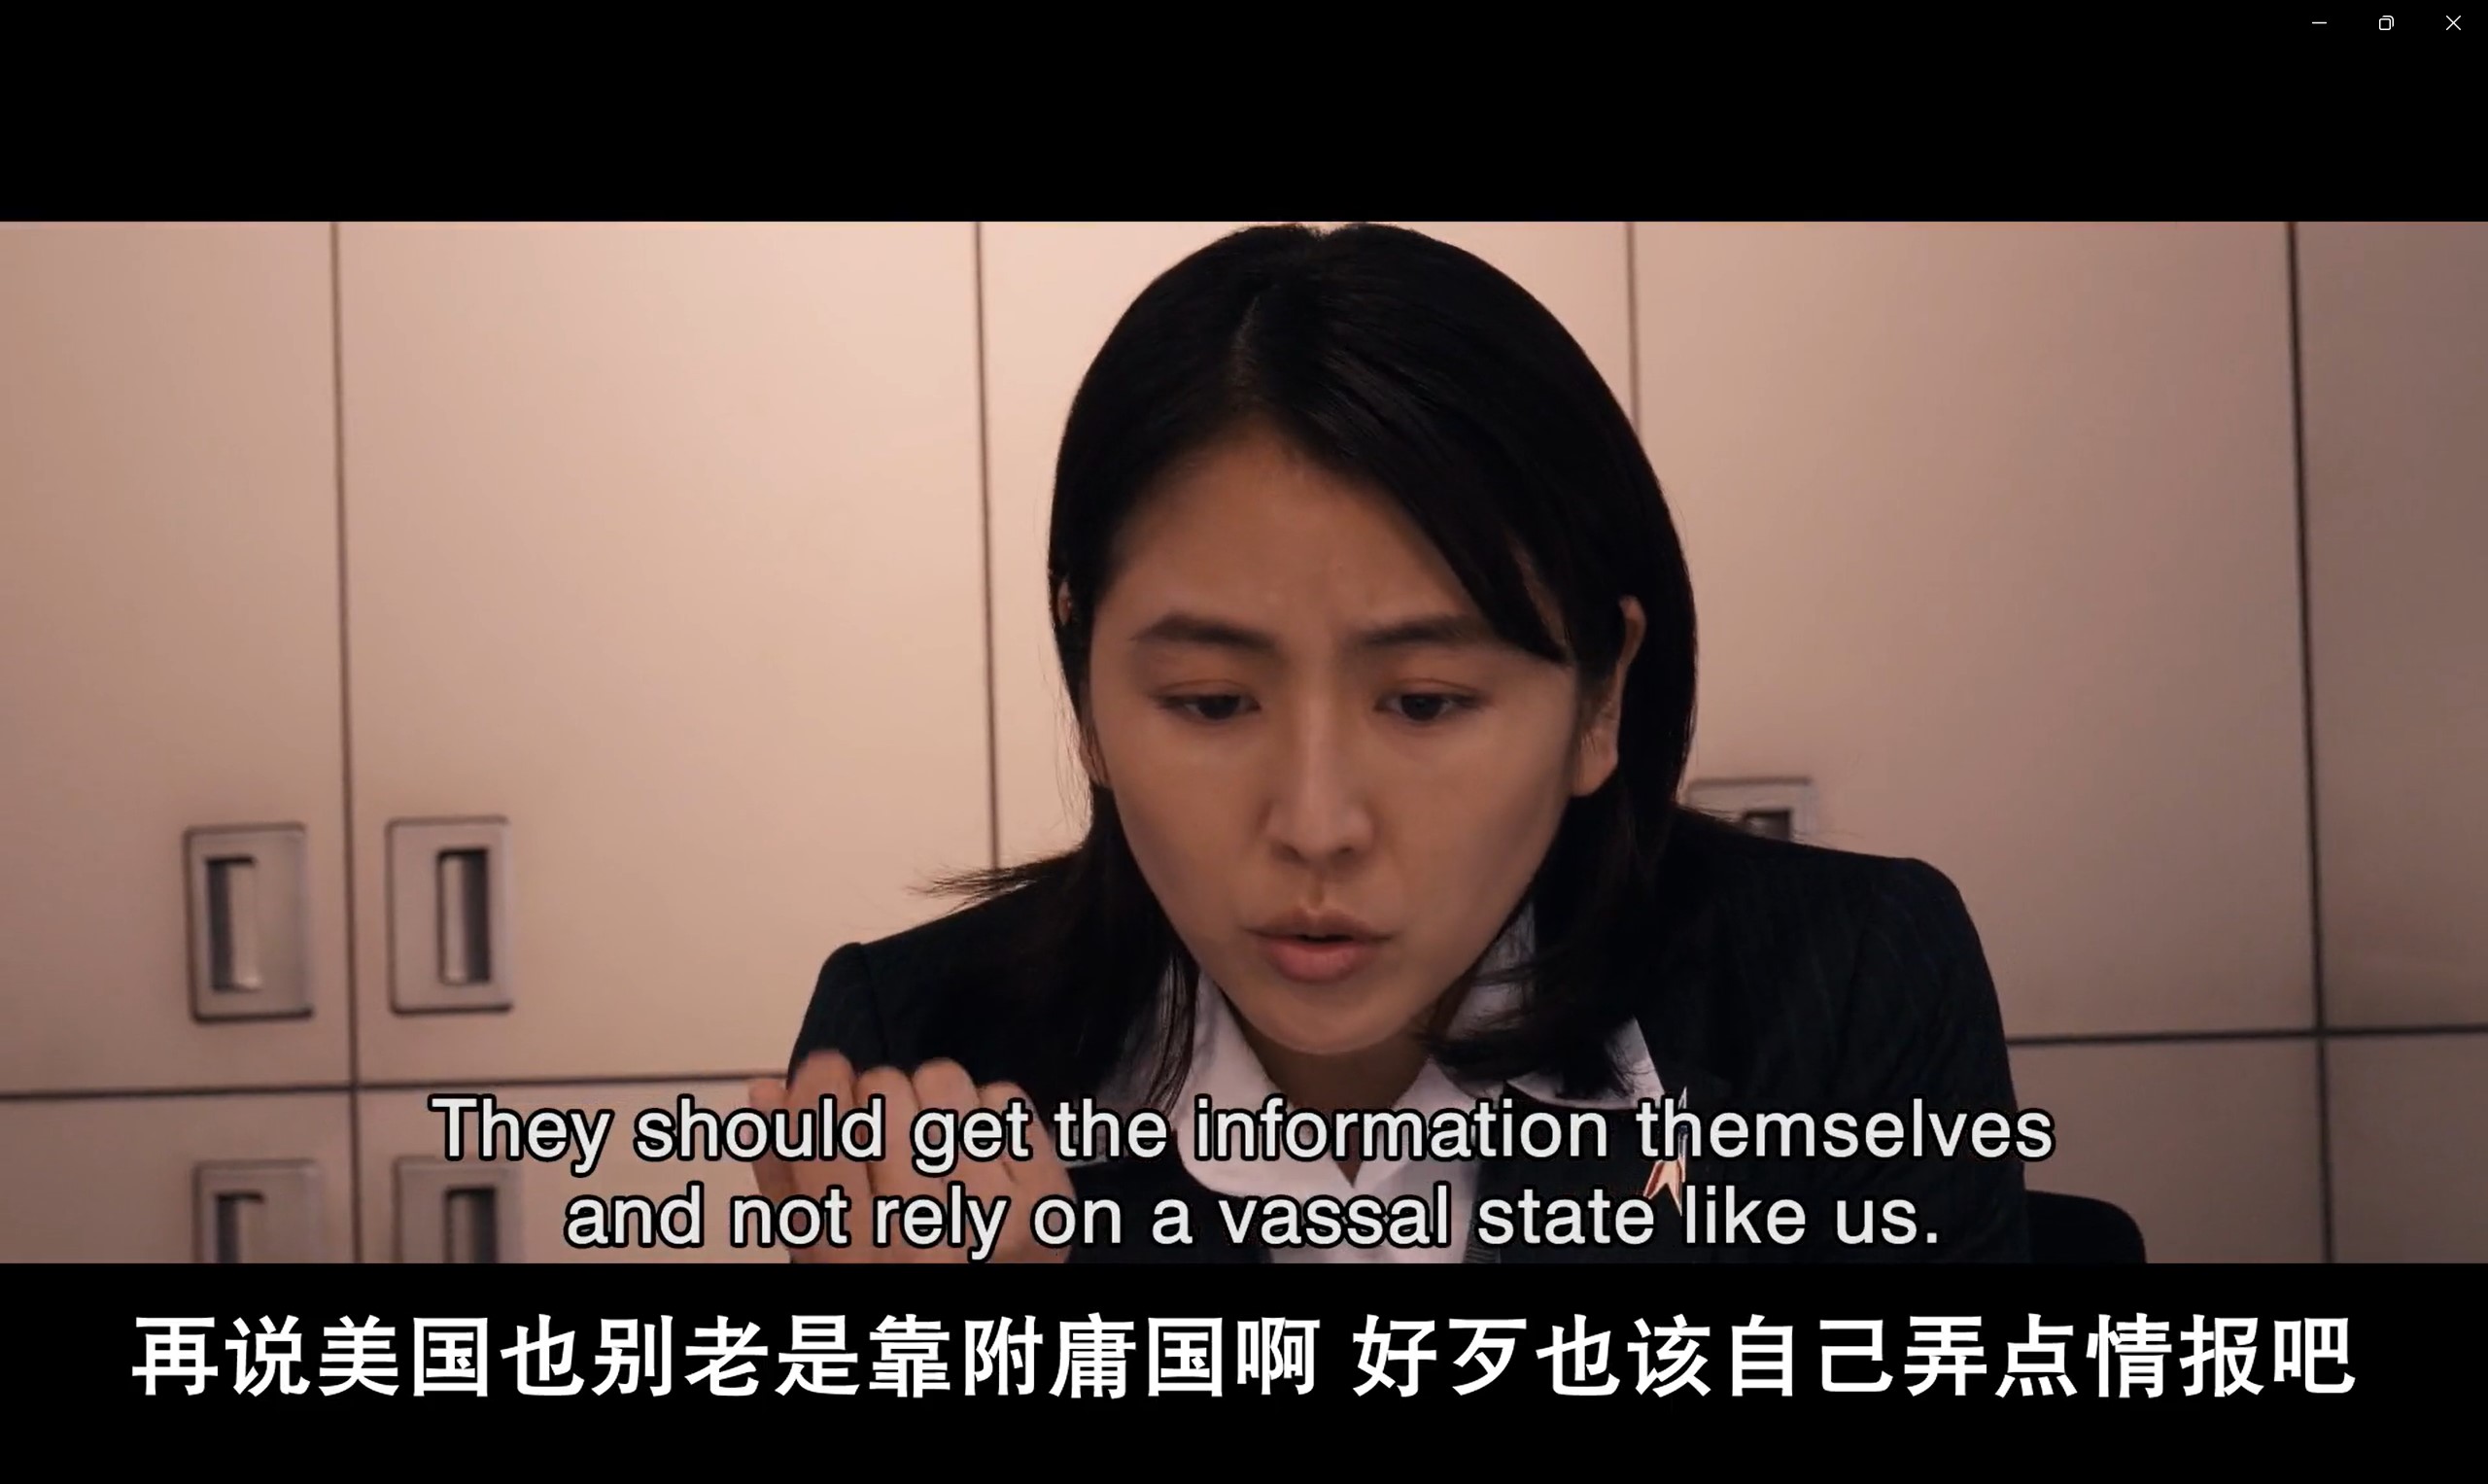 They should get the information themselves
and not rely on a vassal state like us.
再说美国也别老是靠附庸国啊 好歹也该自己弄点情报吧